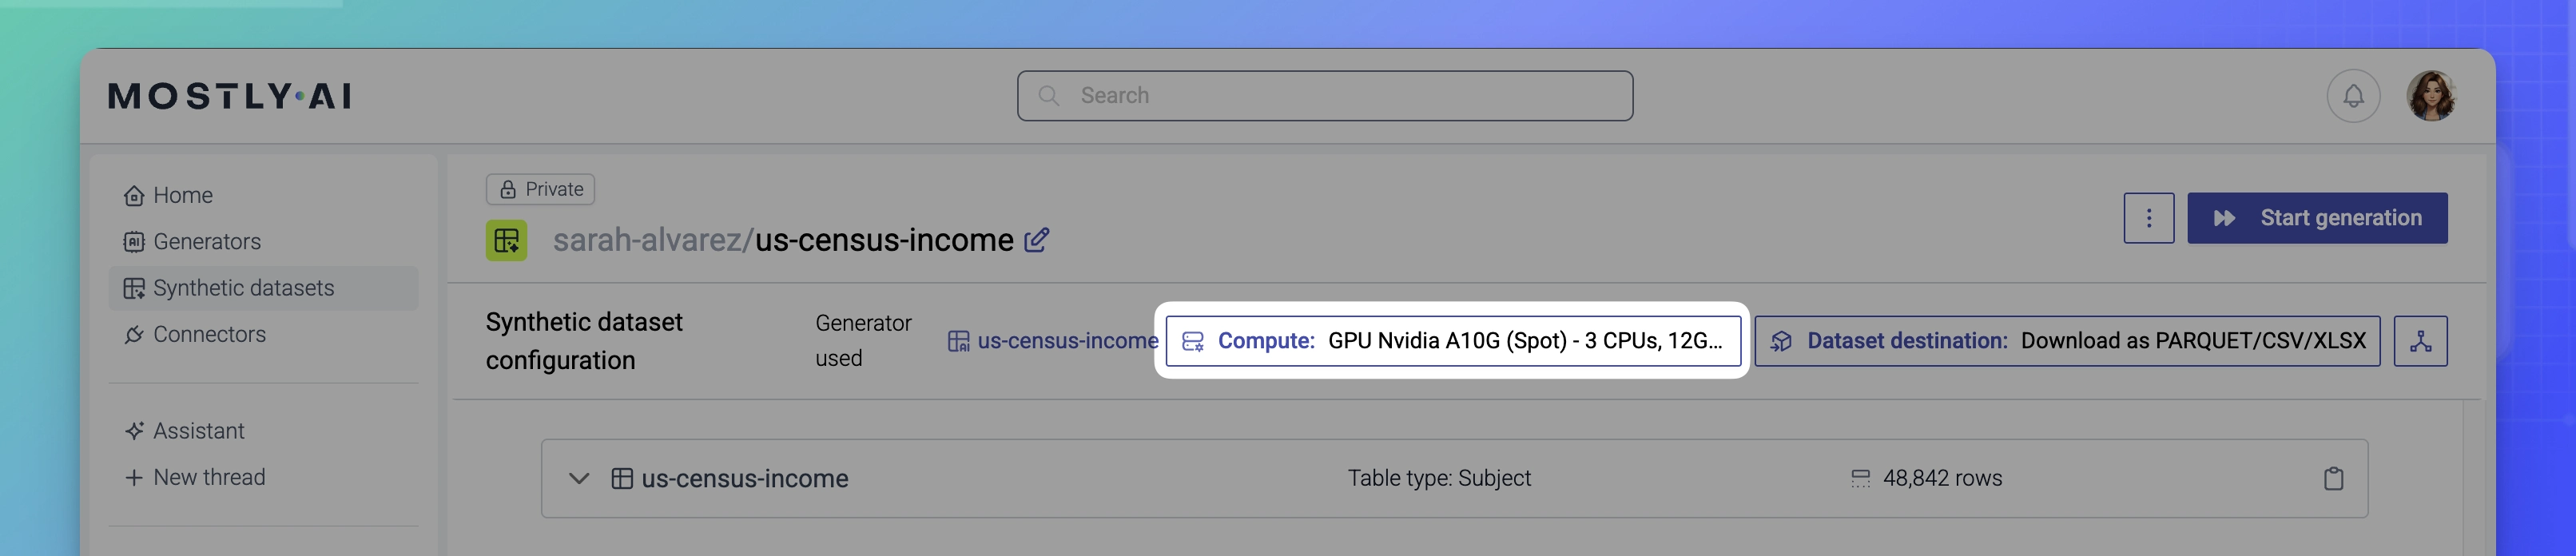 MOSTLY·AI
Search
Home
Generators
Synthetic datasets
Connectors
Assistant
New thread
Private
sarah-alvarez/us-census-income
Start generation
Synthetic dataset
configuration
Generator
used
us-census-income
Compute: GPU Nvidia A10G (Spot) - 3 CPUs, 12G...
Dataset destination: Download as PARQUET/CSV/XLSX
us-census-income
Table type: Subject
48,842 rows